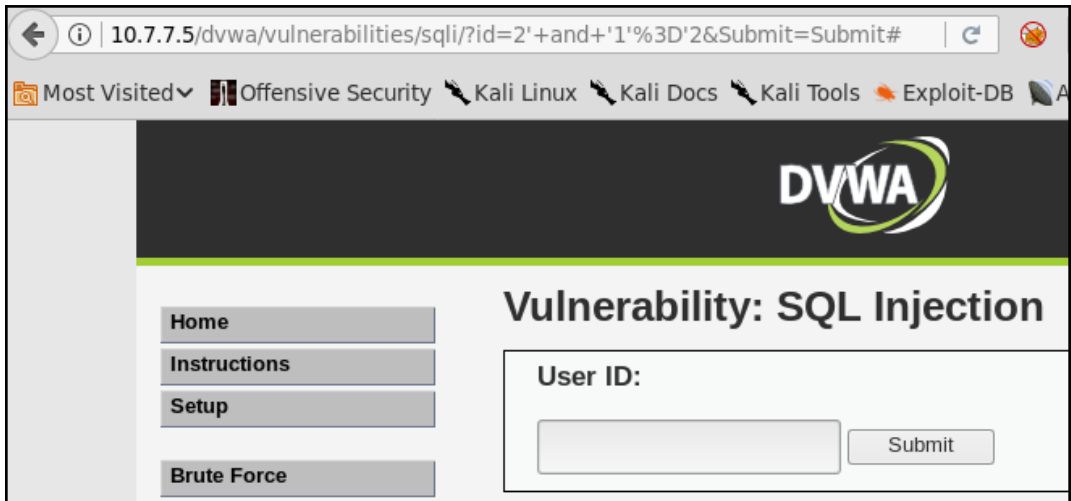 10.7.7.5/dvwa/vulnerabilities/sqli/?id=2'+and+'1'%3D'2&Submit=Submit#
Most Visited Offensive Security Kali Linux Kali Docs Kali Tools Exploit-DB A
DVWA
Vulnerability: SQL Injection
Home
Instructions
Setup
Brute Force
User ID:
Submit